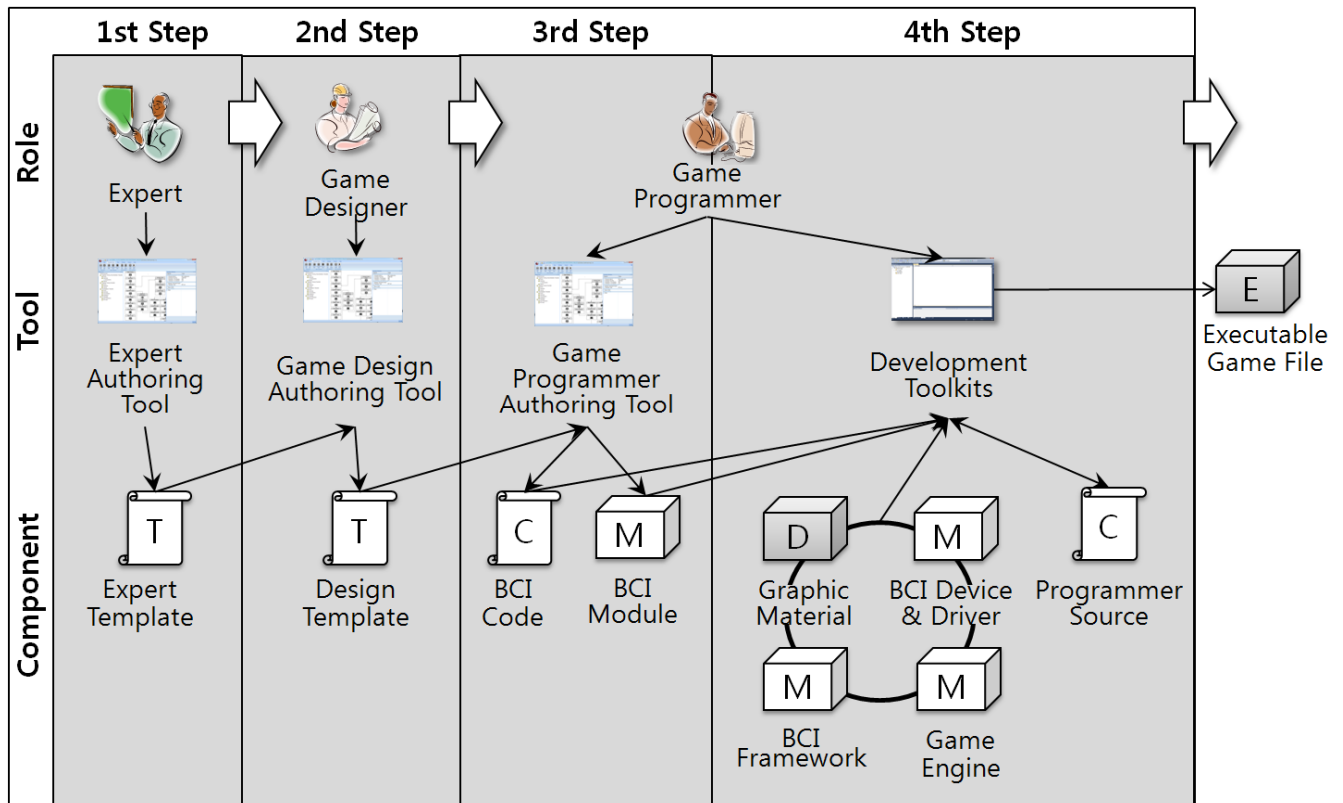 1st Step
2nd Step
3rd Step
4th Step
Role
Expert
Game
Designer
Game
Programmer
Tool
Expert
Authoring
Tool
Game Design
Authoring Tool
Game
Programmer
Authoring Tool
Development
Toolkits
E
Executable
Game File
Component
T
Expert
Template
T
Design
Template
C
BCI
Code
M
BCI
Module
D
Graphic
Material
M
BCI Device
& Driver
M
BCI
Framework
M
Game
Engine
C
Programmer
Source